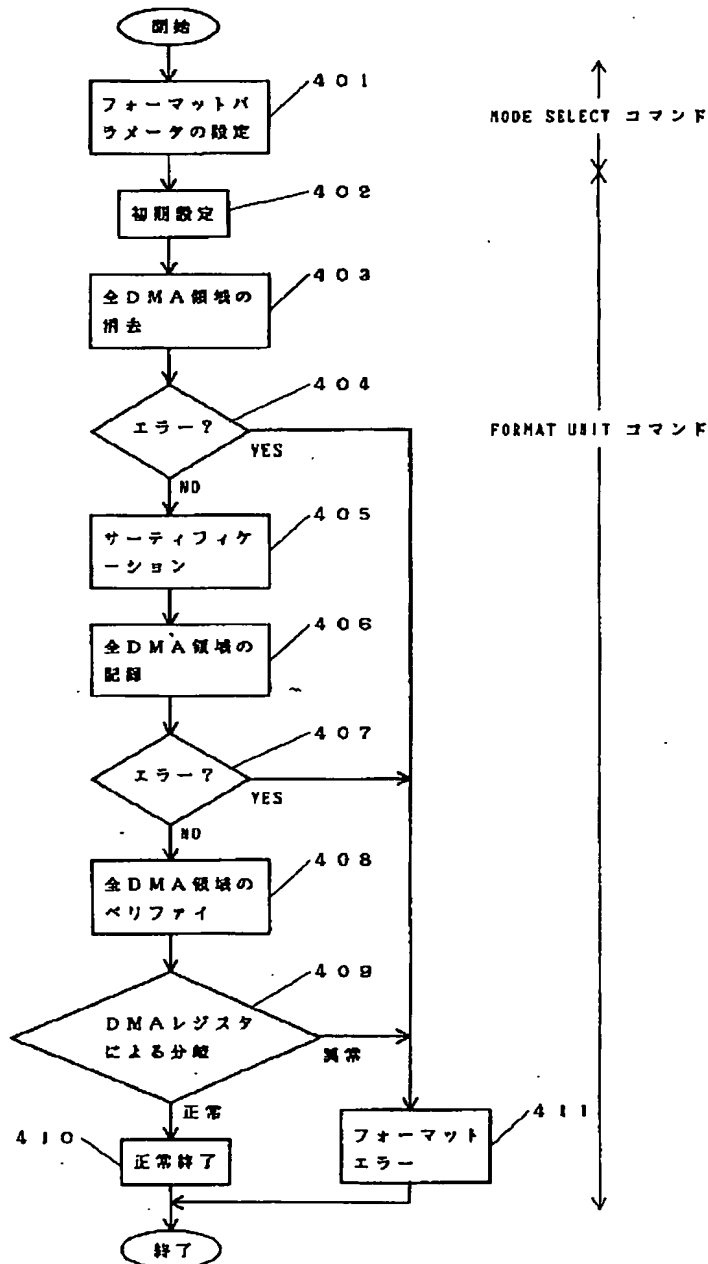 開始
401
フォーマットパ
ラメータの設定
MODE SELECT コマンド
402
初期設定
403
全DMA領域の
消去
404
エラー?
YES
NO
FORMAT UNIT コマンド
405
サーティフィケ
ーション
406
全DMA領域の
記録
407
エラー?
YES
NO
408
全DMA領域の
ベリファイ
409
DMAレジスタ
による分岐
異常
正常
410
正常終了
411
フォーマット
エラー
終了